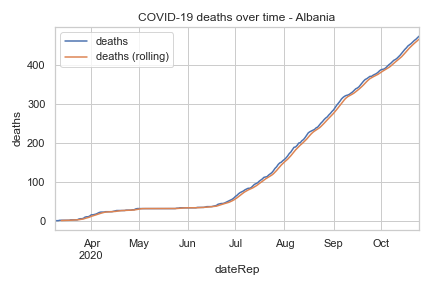 COVID-19 deaths over time - Albania
deaths
deaths (rolling)
400
300
200
100
0
deaths
Apr
2020
May
Jun
Jul
Aug
Sep
Oct
dateRep